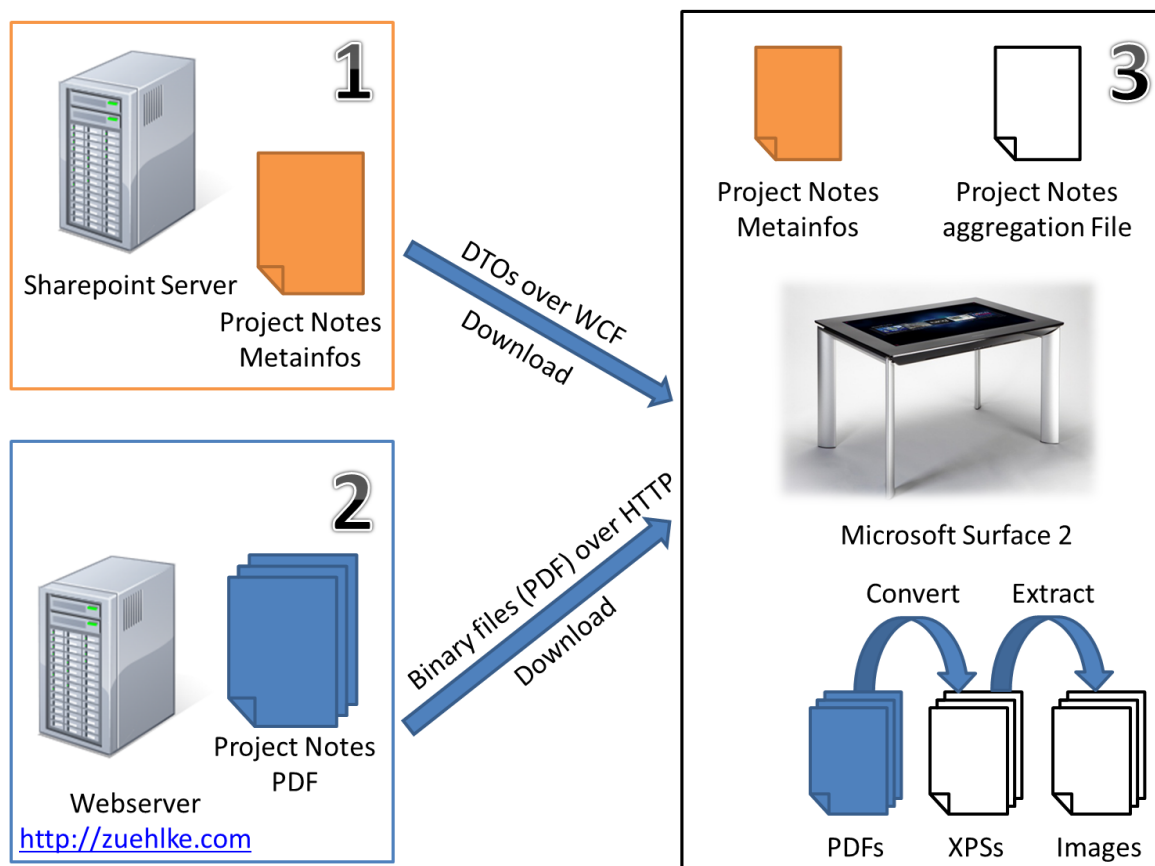 1
Sharepoint Server
Project Notes
Metainfos
DTOs over WCF
Download
2
Project Notes
PDF
Webserver
http://zuehlke.com
Binary files (PDF) over HTTP
Download
3
Project Notes
Metainfos
Project Notes
aggregation File
Microsoft Surface 2
Convert
Extract
PDFs
XPSs
Images